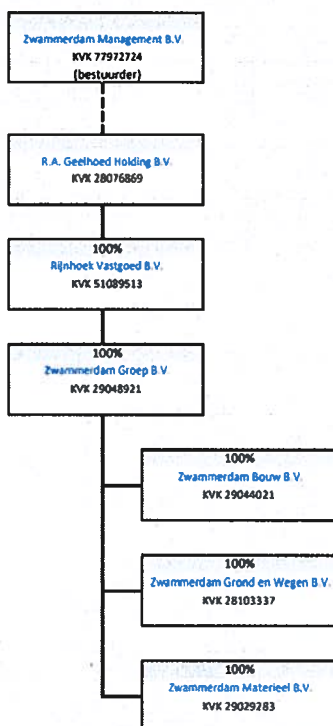 Zwammerdam Management B.V.
KVK 77972724
(bestuurder)
R.A. Geelhoed Holding B.V.
KVK 28076869
100%
Rijnhoek Vastgoed B.V.
KVK 51089513
100%
Zwammerdam Groep B.V.
KVK 29048921
100%
Zwammerdam Bouw B.V.
KVK 29044021
100%
Zwammerdam Grond en Wegen B.V.
KVK 28103337
100%
Zwammerdam Materieel B.V.
KVK 29029283